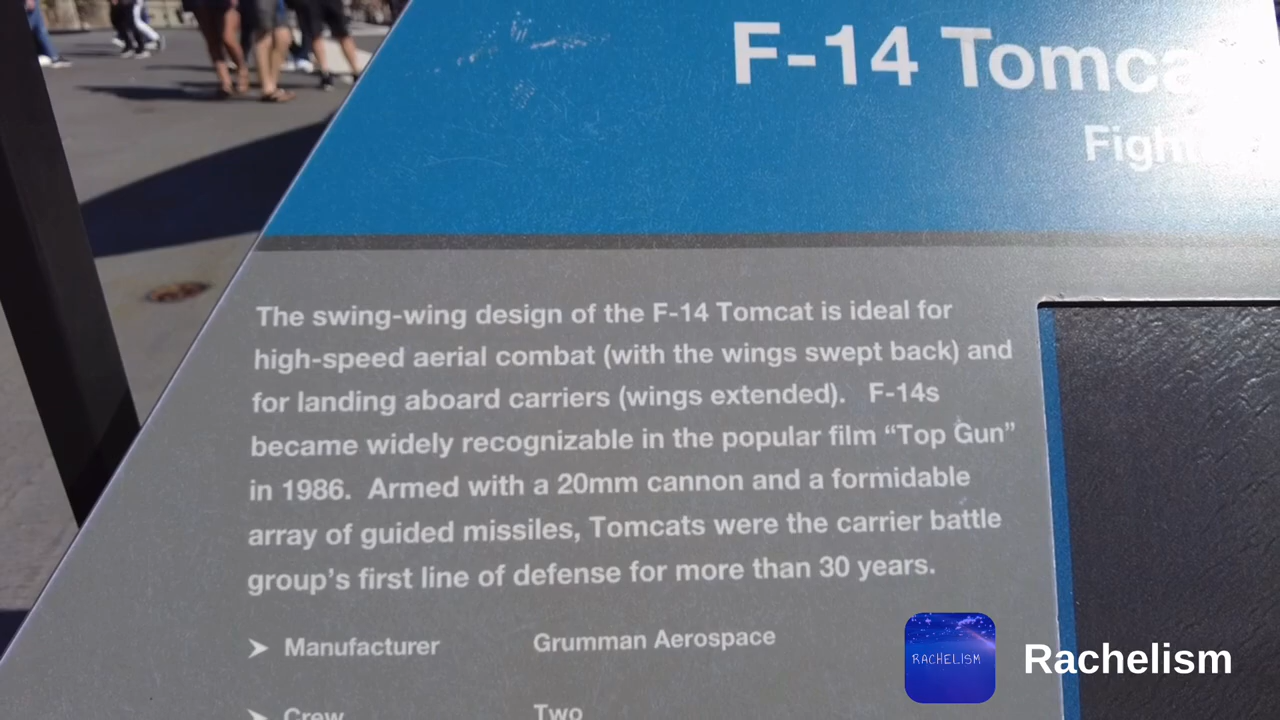 F-14 Tomca
Figh
The swing-wing design of the F-14 Tomcat is ideal for
high-speed aerial combat (with the wings swept back) and
for landing aboard carriers (wings extended). F-14s
became widely recognizable in the popular film “Top Gun”
in 1986. Armed with a 20mm cannon and a formidable
array of guided missiles, Tomcats were the carrier battle
group’s first line of defense for more than 30 years.
➤ Manufacturer Grumman Aerospace
➤ Crew Two
RACHELISM
Rachelism